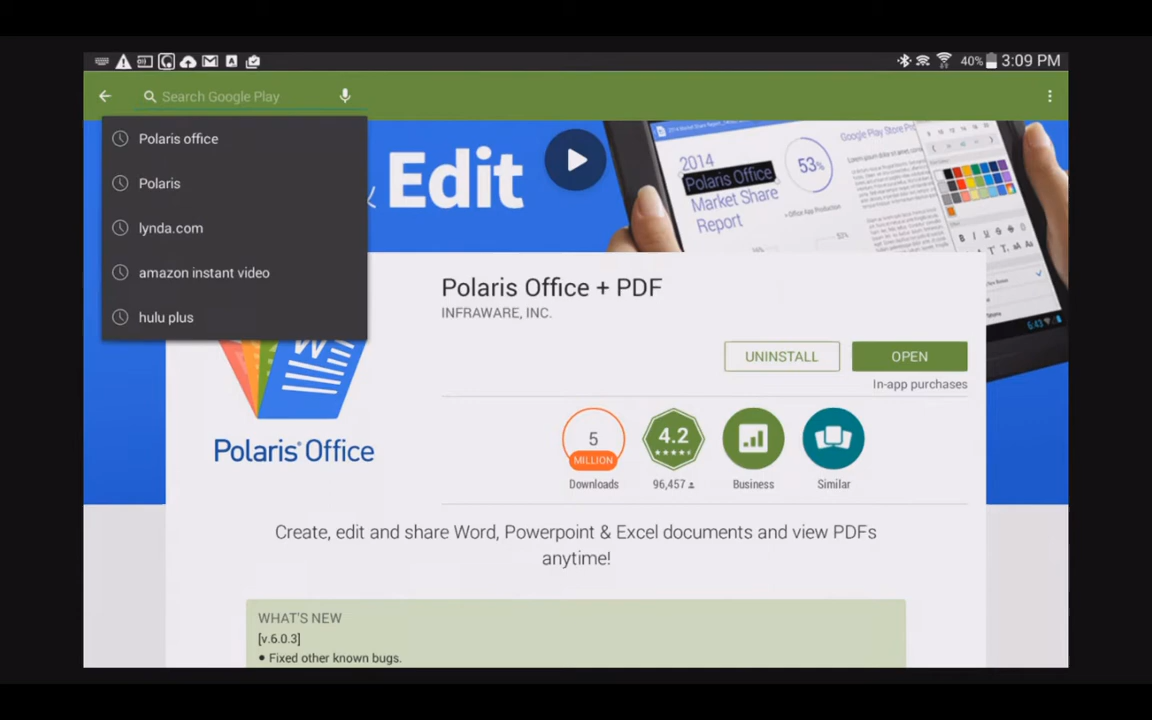 40% 3:09 PM
Search Google Play
Polaris office
Polaris
lynda.com
amazon instant video
hulu plus
Edit
2014
Polaris Office
Market Share
Report
53%
Polaris Office + PDF
INFRAWARE, INC.
UNINSTALL
OPEN
In-app purchases
5
MILLION
Downloads
4.2
96,457
Business
Similar
Polaris Office
Create, edit and share Word, Powerpoint & Excel documents and view PDFs
anytime!
WHAT'S NEW
[v.6.0.3]
• Fixed other known bugs.